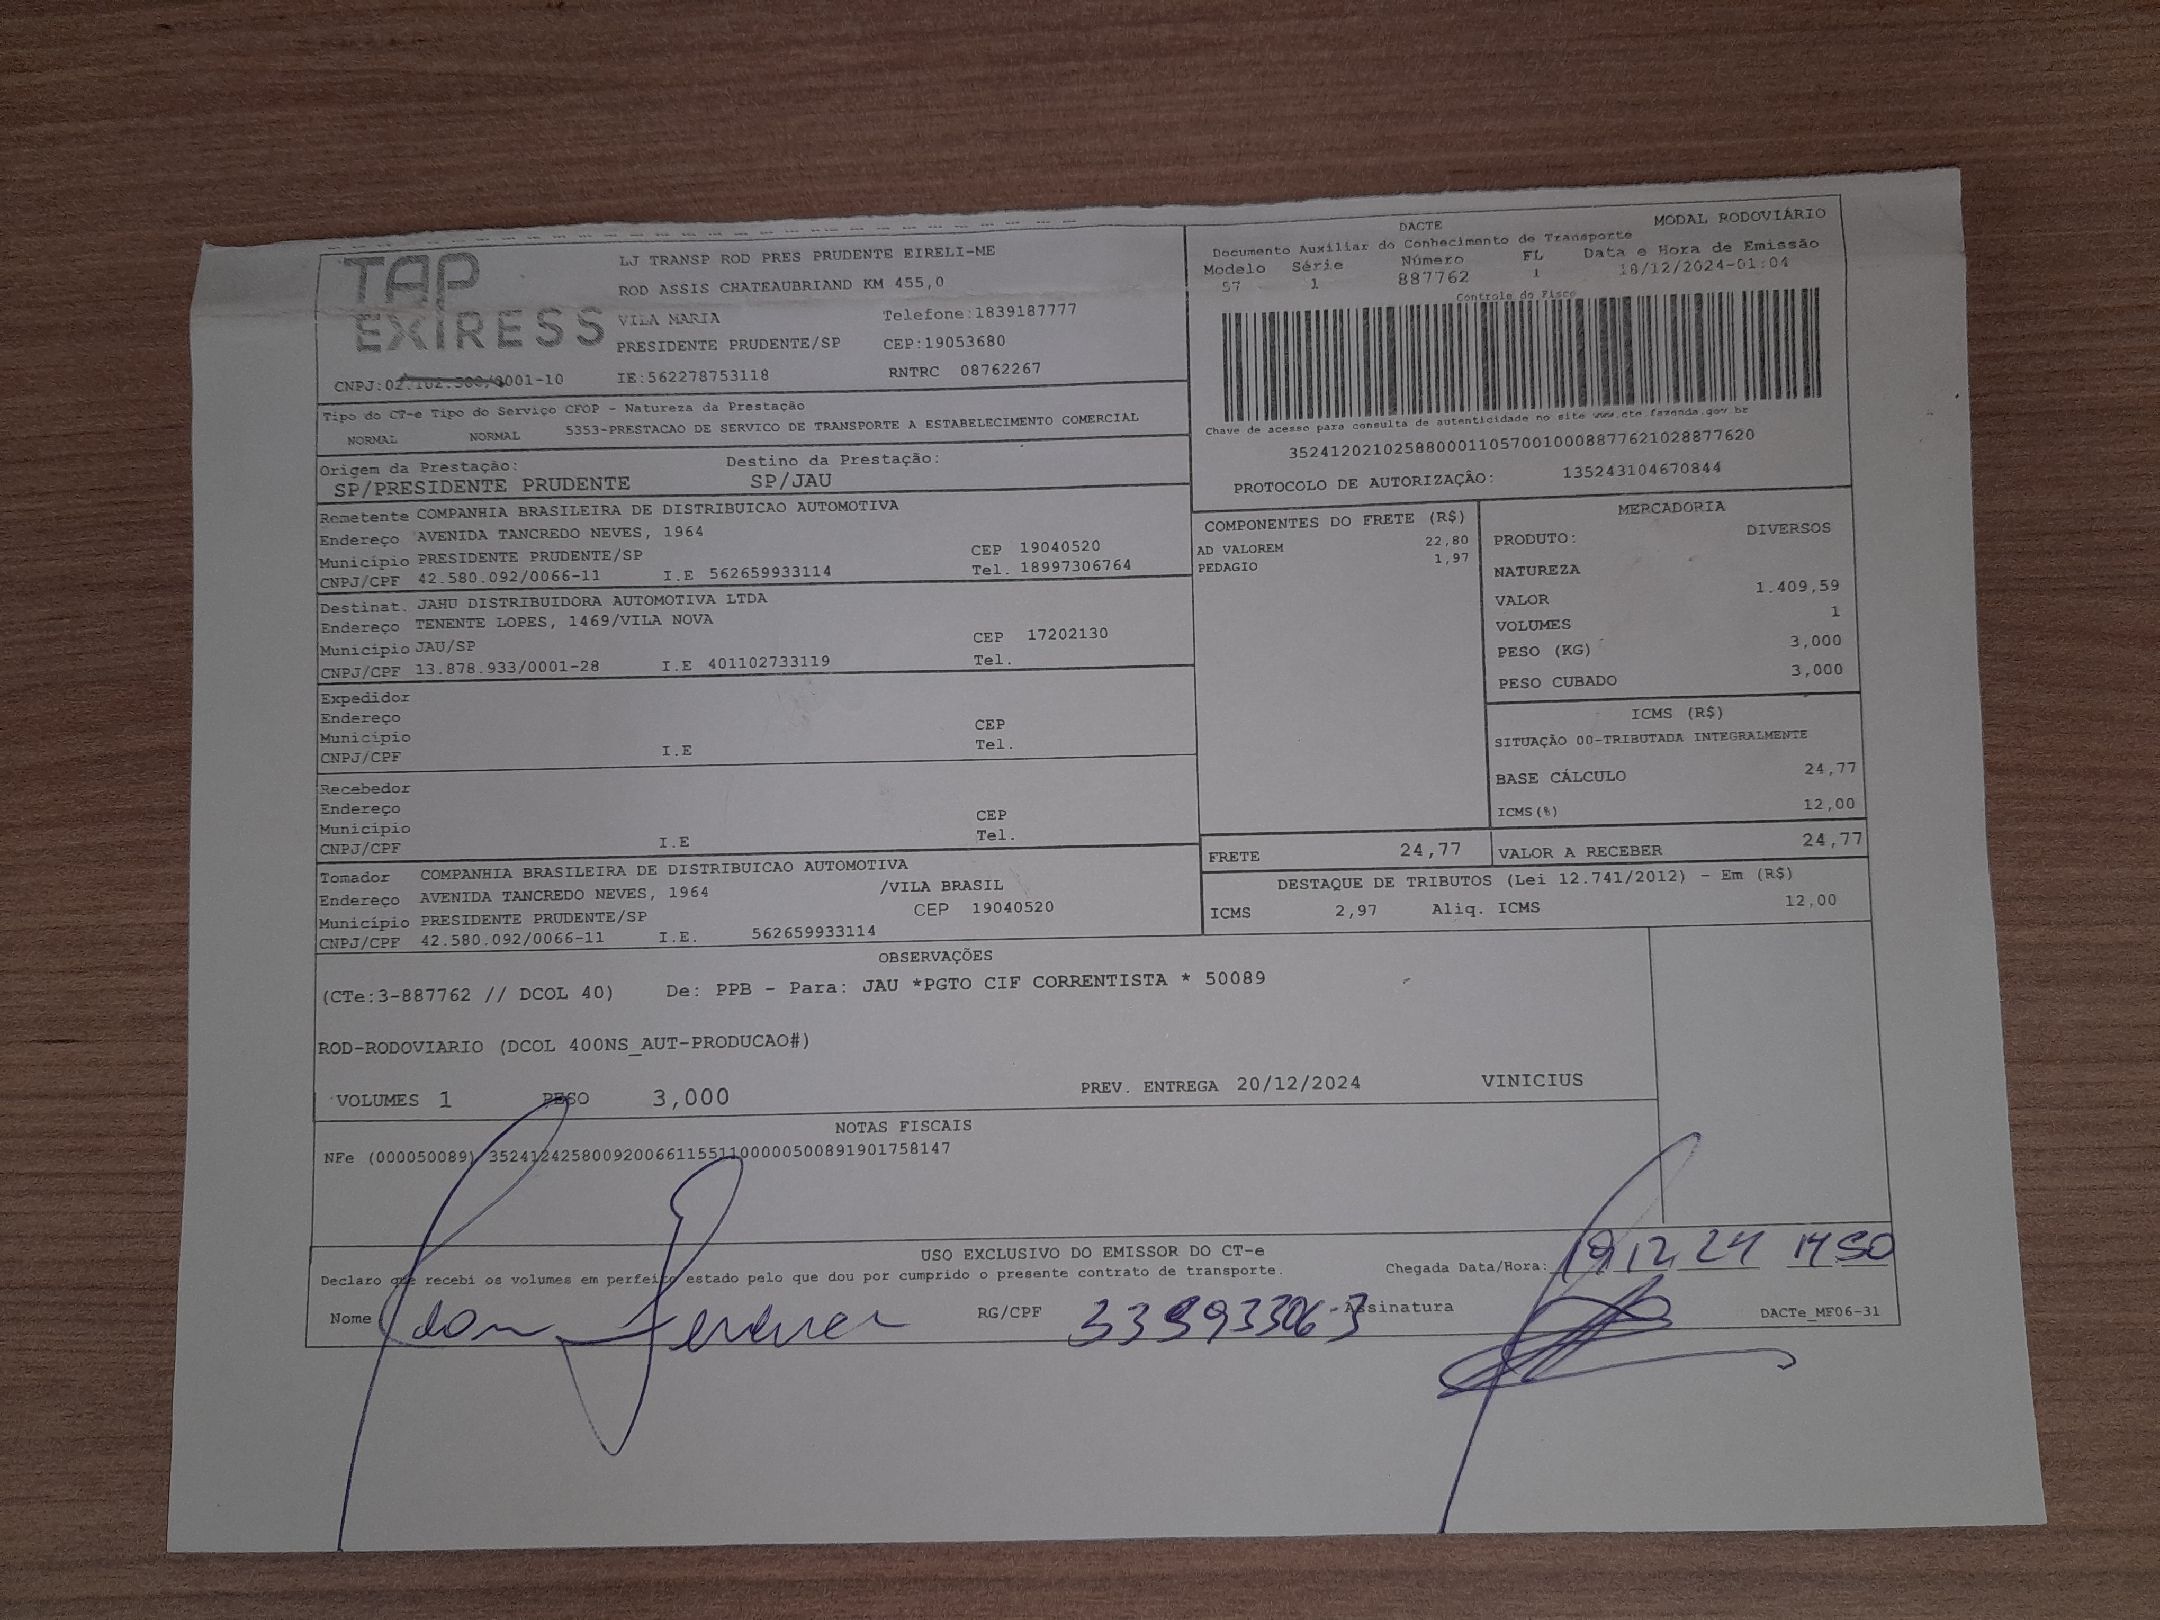 TAP
EXPRESS
LJ TRANSP ROD PRES PRUDENTE EIRELI-ME
ROD ASSIS CHATEAUBRIAND KM 455,0
VILA MARIA Telefone:1839187777
PRESIDENTE PRUDENTE/SP CEP:19053680
IE:562278753118 RNTRC 08762267
DACTE MODAL RODOVIÁRIO
Documento Auxiliar do Conhecimento de Transporte
Modelo Série Número FL Data e Hora de Emissão
57 1 887762 1 18/12/2024-01:04
Controle do Fisco
Chave de acesso para consulta de autenticidade no site www.cte.fazenda.gov.br
35241202102588000110570010008877621028877620
PROTOCOLO DE AUTORIZAÇÃO: 135243104670844
Tipo do CT-e Tipo do Serviço CFOP - Natureza da Prestação
NORMAL NORMAL 5353-PRESTACAO DE SERVICO DE TRANSPORTE A ESTABELECIMENTO COMERCIAL
Origem da Prestação: Destino da Prestação:
SP/PRESIDENTE PRUDENTE SP/JAU
Remetente COMPANHIA BRASILEIRA DE DISTRIBUICAO AUTOMOTIVA
Endereço AVENIDA TANCREDO NEVES, 1964
Município PRESIDENTE PRUDENTE/SP CEP 19040520
CNPJ/CPF 42.580.092/0066-11 I.E 562659933114 Tel. 18997306764
Destinat. JAHU DISTRIBUIDORA AUTOMOTIVA LTDA
Endereço TENENTE LOPES, 1469/VILA NOVA
Município JAU/SP CEP 17202130
CNPJ/CPF 13.878.933/0001-28 I.E 401102733119 Tel.
Expedidor
Endereço CEP
Município Tel.
CNPJ/CPF I.E
Recebedor
Endereço CEP
Município Tel.
CNPJ/CPF I.E
Tomador COMPANHIA BRASILEIRA DE DISTRIBUICAO AUTOMOTIVA
Endereço AVENIDA TANCREDO NEVES, 1964 /VILA BRASIL
Município PRESIDENTE PRUDENTE/SP CEP 19040520
CNPJ/CPF 42.580.092/0066-11 I.E. 562659933114
COMPONENTES DO FRETE (R$)
AD VALOREM 22,80
PEDAGIO 1,97
MERCADORIA
PRODUTO: DIVERSOS
NATUREZA
VALOR 1.409,59
VOLUMES 1
PESO (KG) 3,000
PESO CUBADO 3,000
ICMS (R$)
SITUAÇÃO 00-TRIBUTADA INTEGRALMENTE
BASE CÁLCULO 24,77
ICMS(%) 12,00
FRETE 24,77 VALOR A RECEBER 24,77
DESTAQUE DE TRIBUTOS (Lei 12.741/2012) - Em (R$)
ICMS 2,97 Aliq. ICMS 12,00
OBSERVAÇÕES
(CTe:3-887762 // DCOL 40) De: PPB - Para: JAU *PGTO CIF CORRENTISTA * 50089
ROD-RODOVIARIO (DCOL 400NS_AUT-PRODUCAO#)
VOLUMES 1 PESO 3,000 PREV. ENTREGA 20/12/2024 VINICIUS
NOTAS FISCAIS
NFe (000050089) 35241242580092006611551100000500891901758147
USO EXCLUSIVO DO EMISSOR DO CT-e
Declaro que recebi os volumes em perfeito estado pelo que dou por cumprido o presente contrato de transporte. Chegada Data/Hora: 19 12 24 14 50
Nome RG/CPF Assinatura DACTe_MF06-31